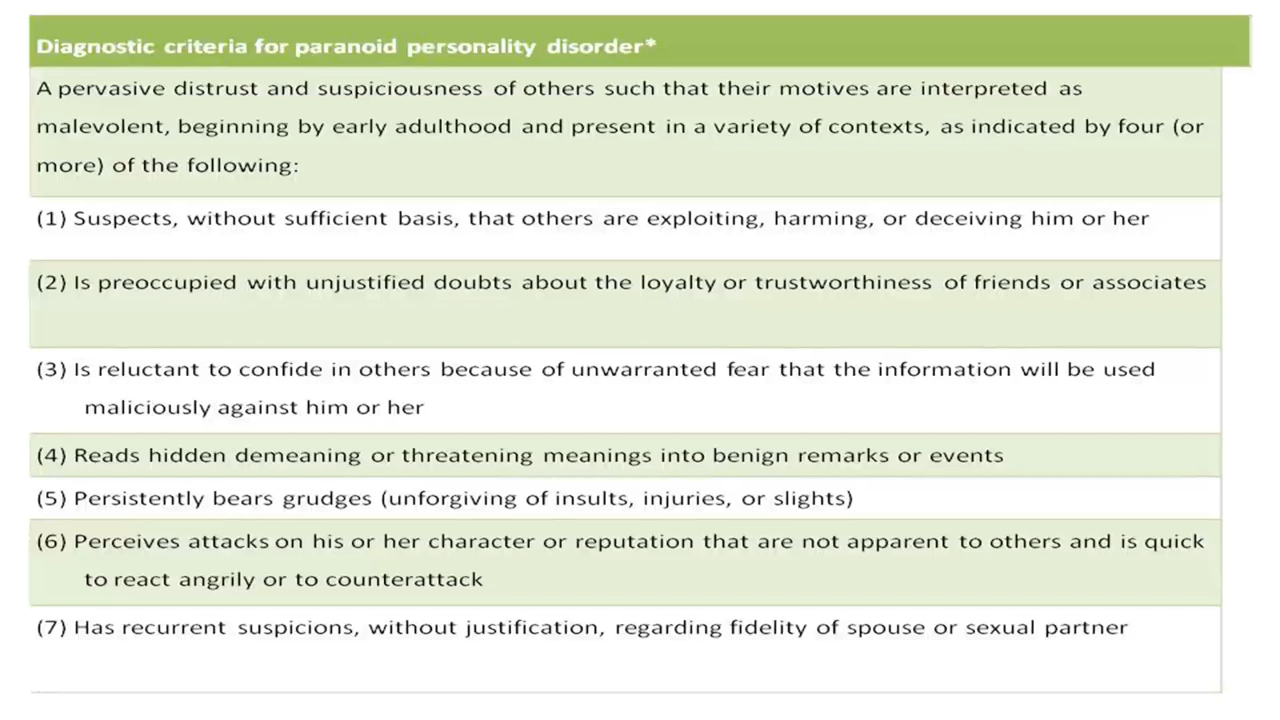 Diagnostic criteria for paranoid personality disorder*
A pervasive distrust and suspiciousness of others such that their motives are interpreted as
malevolent, beginning by early adulthood and present in a variety of contexts, as indicated by four (or
more) of the following:
(1) Suspects, without sufficient basis, that others are exploiting, harming, or deceiving him or her
(2) Is preoccupied with unjustified doubts about the loyalty or trustworthiness of friends or associates
(3) Is reluctant to confide in others because of unwarranted fear that the information will be used
maliciously against him or her
(4) Reads hidden demeaning or threatening meanings into benign remarks or events
(5) Persistently bears grudges (unforgiving of insults, injuries, or slights)
(6) Perceives attacks on his or her character or reputation that are not apparent to others and is quick
to react angrily or to counterattack
(7) Has recurrent suspicions, without justification, regarding fidelity of spouse or sexual partner